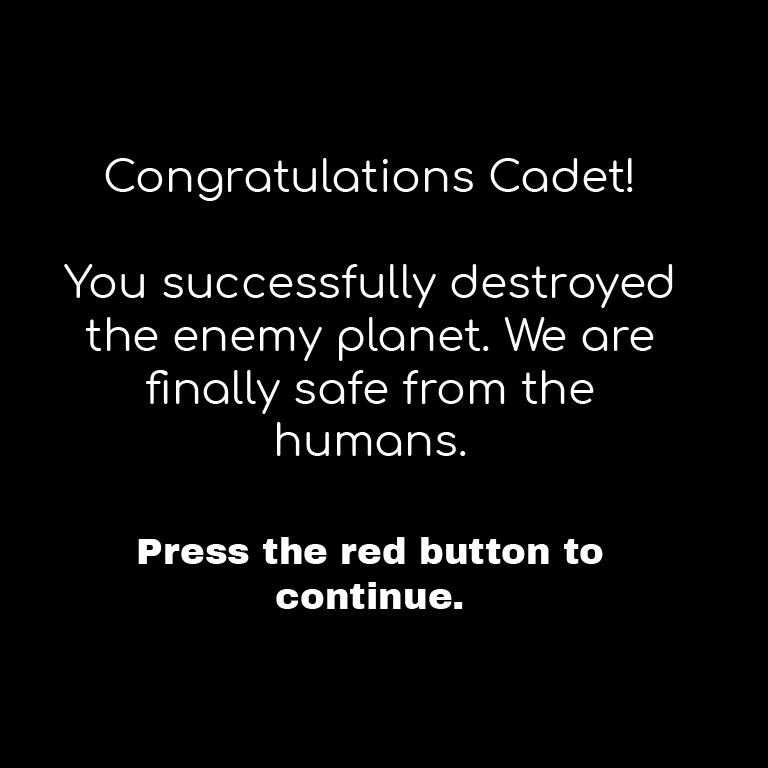 Congratulations Cadet!
You successfully destroyed
the enemy planet. We are
finally safe from the
humans.
Press the red button to
continue.